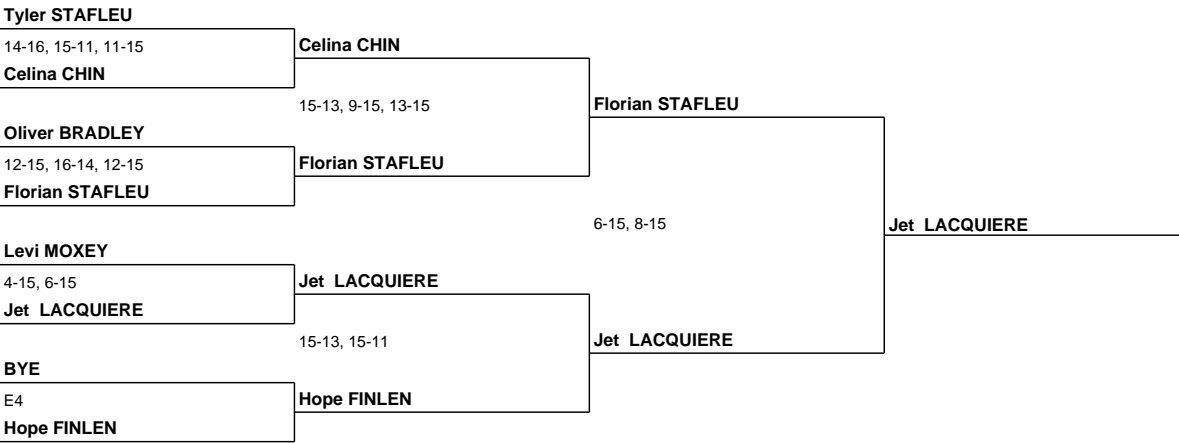 Tyler STAFLEU
14-16, 15-11, 11-15
Celina CHIN
Celina CHIN
15-13, 9-15, 13-15
Florian STAFLEU
Oliver BRADLEY
12-15, 16-14, 12-15
Florian STAFLEU
Florian STAFLEU
6-15, 8-15
Jet LACQUIERE
Levi MOXEY
4-15, 6-15
Jet LACQUIERE
Jet LACQUIERE
15-13, 15-11
Jet LACQUIERE
BYE
E4
Hope FINLEN
Hope FINLEN